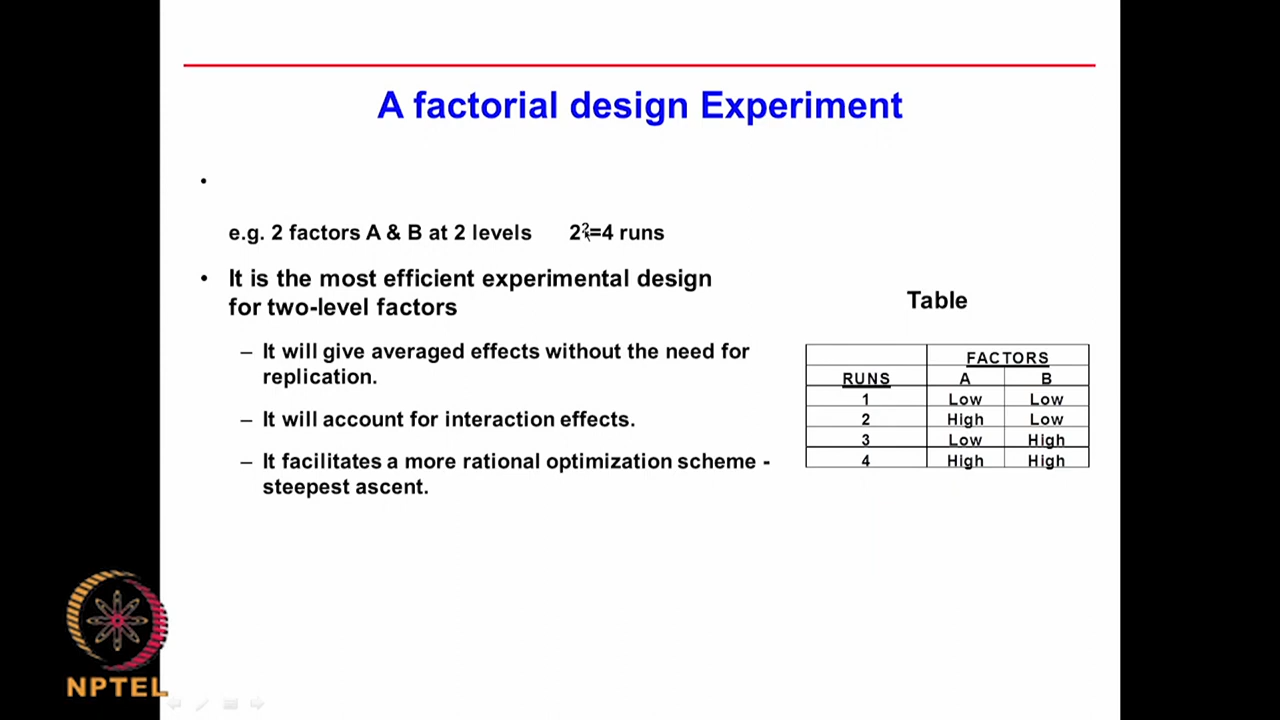 A factorial design Experiment
•
e.g. 2 factors A & B at 2 levels 2²=4 runs
• It is the most efficient experimental design
for two-level factors
– It will give averaged effects without the need for
replication.
– It will account for interaction effects.
– It facilitates a more rational optimization scheme -
steepest ascent.
Table
FACTORS
RUNS A B
1 Low Low
2 High Low
3 Low High
4 High High
NPTEL